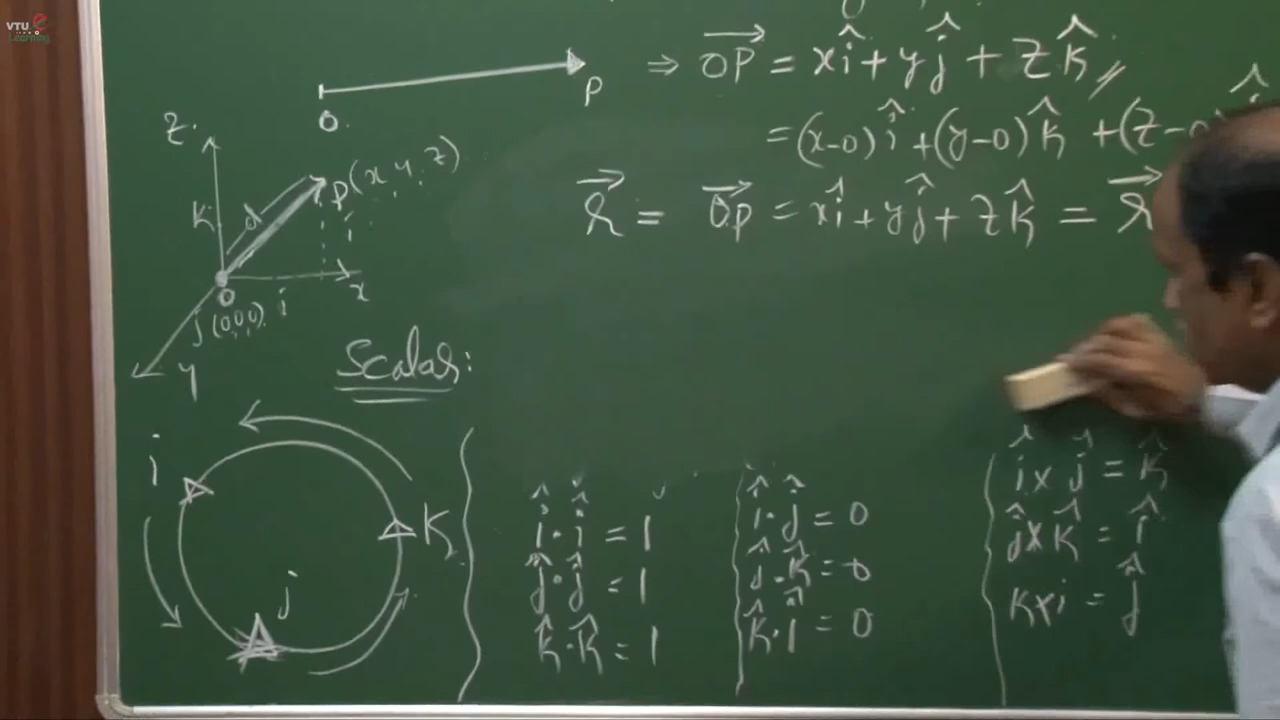 VTU e
Learning
⇒ OP⃗ = xî + yĵ + zk̂ //
= (x-0)î + (y-0)k̂ + (z-0)
r⃗ = OP⃗ = xî + yĵ + zk̂ = r⃗
O.
P
Z
P(x, y, z)
K
d
i
O
x
j (0,0,0) i
y
Scalar:
i
K
j
î·î = 1
ĵ·ĵ = 1
k̂·k̂ = 1
î·ĵ = 0
ĵ·k̂ = 0
k̂·î = 0
î x ĵ = k̂
ĵ x k̂ = î
K x i = ĵ